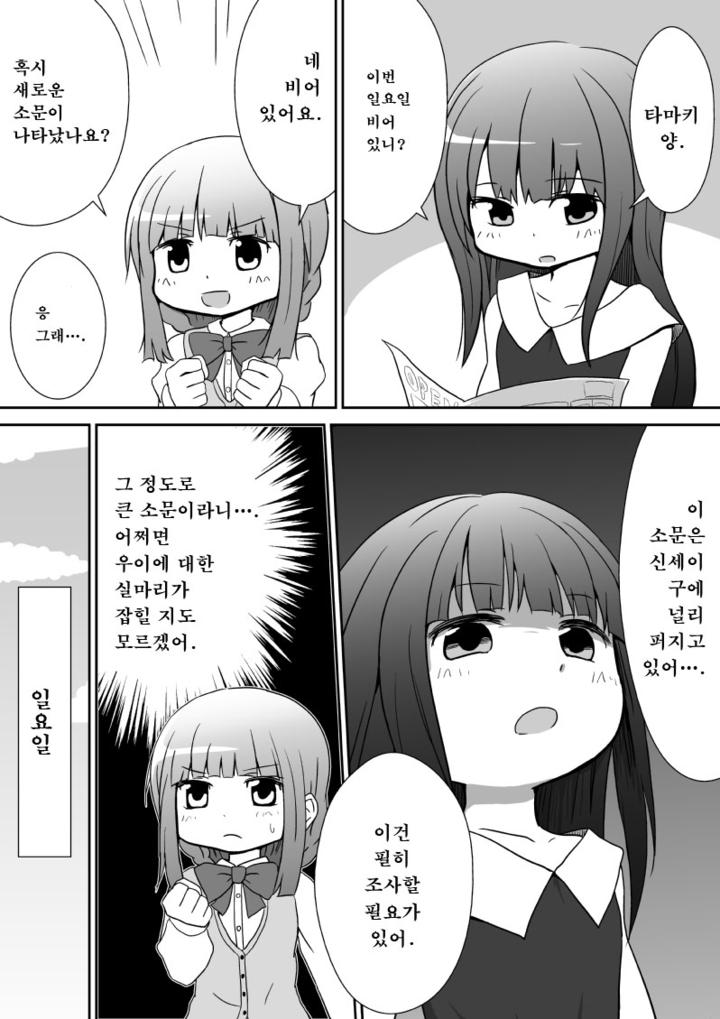 타마키
양.
이번
일요일
비어
있니?
OPEN
네
비어
있어요.
혹시
새로운
소문이
나타났나요?
응
그래….
이
소문은
신세이
구에
널리
퍼지고
있어….
이건
필히
조사할
필요가
있어.
그 정도로
큰 소문이라니….
어쩌면
우이에 대한
실마리가
잡힐 지도
모르겠어.
일요일